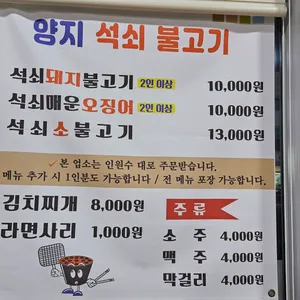 양지 석쇠 불고기
석쇠돼지불고기 2인 이상 10,000원
석쇠매운오징어 2인 이상 10,000원
석쇠소불고기 13,000원
✓ 본 업소는 인원수 대로 주문받습니다.
메뉴 추가 시 1인분도 가능합니다 / 전 메뉴 포장 가능합니다.
김치찌개 8,000원
라면사리 1,000원
주류
소주 4,000원
맥주 4,000원
막걸리 4,000원